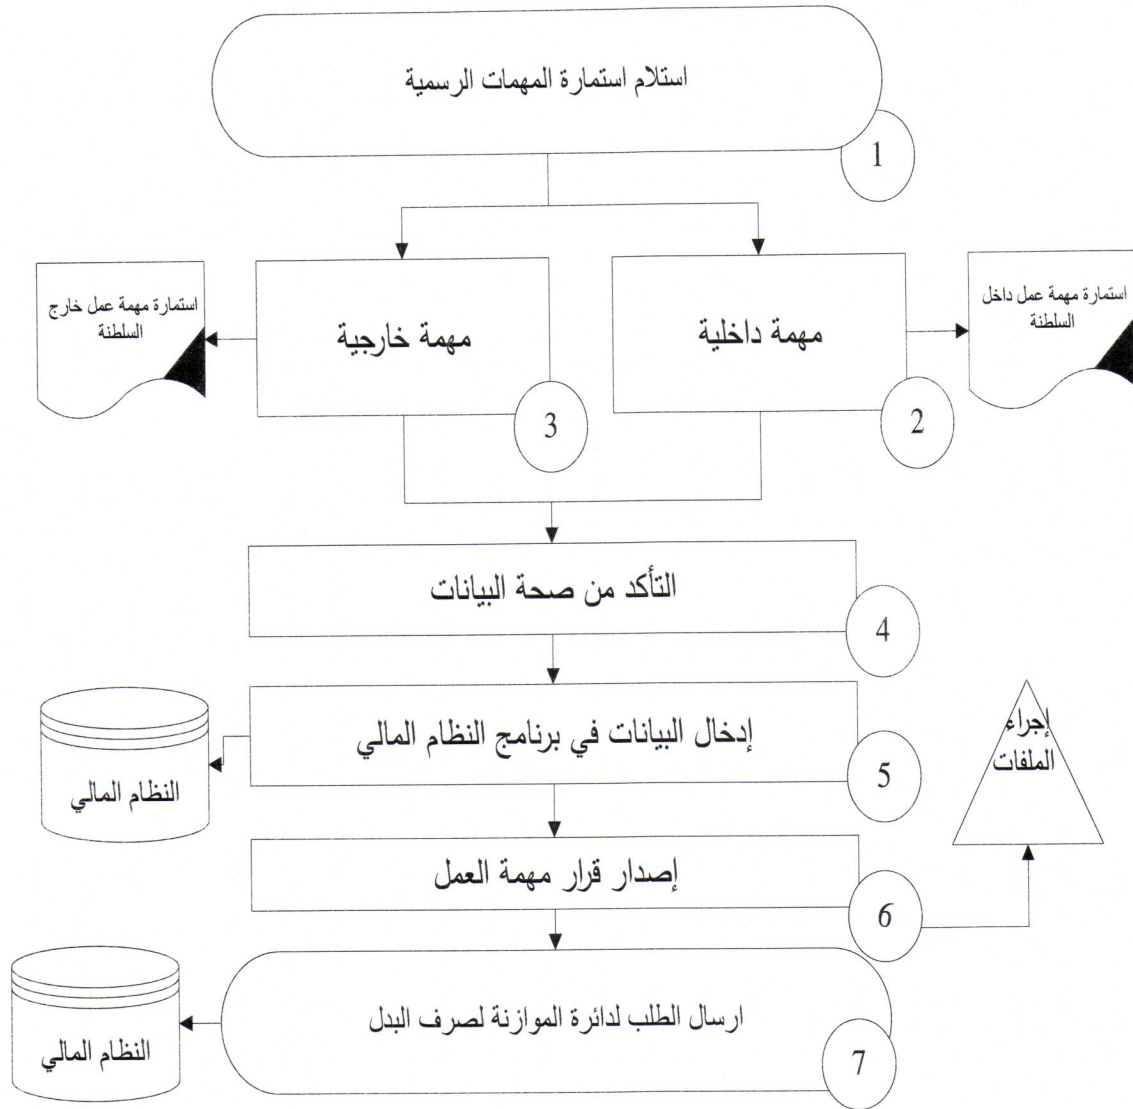 استلام استمارة المهمات الرسمية
1
استمارة مهمة عمل داخل
السلطنة
مهمة داخلية
2
مهمة خارجية
3
استمارة مهمة عمل خارج
السلطنة
التأكد من صحة البيانات
4
إدخال البيانات في برنامج النظام المالي
5
النظام المالي
إجراء
الملفات
إصدار قرار مهمة العمل
6
ارسال الطلب لدائرة الموازنة لصرف البدل
7
النظام المالي